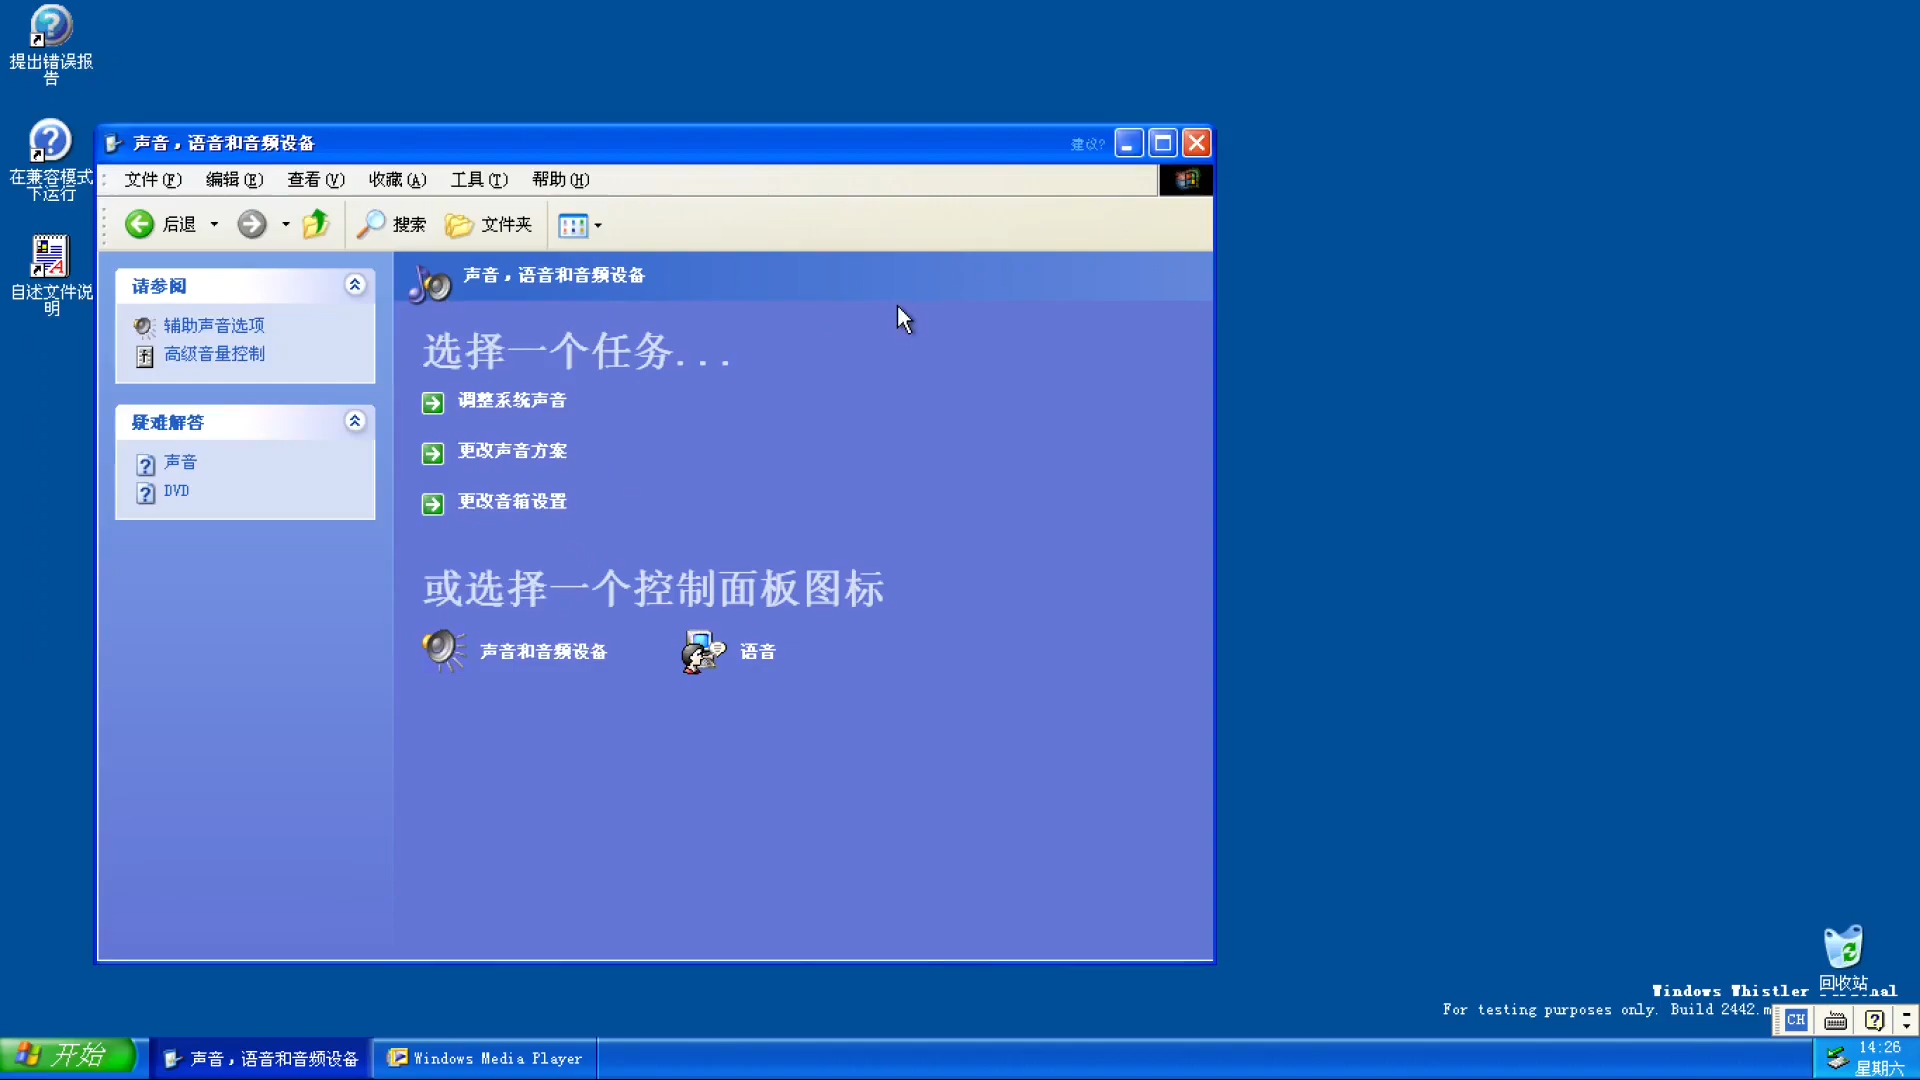 提出错误报
告
在兼容模式
下运行
自述文件说
明
声音，语音和音频设备
建议?
文件(F) 编辑(E) 查看(V) 收藏(A) 工具(T) 帮助(H)
后退 搜索 文件夹
请参阅
辅助声音选项
高级音量控制
疑难解答
声音
DVD
声音，语音和音频设备
选择一个任务...
调整系统声音
更改声音方案
更改音箱设置
或选择一个控制面板图标
声音和音频设备 语音
回收站
Windows Whistler
For testing purposes only. Build 2442.
CH
开始 声音，语音和音频设备 Windows Media Player
14:26
星期六